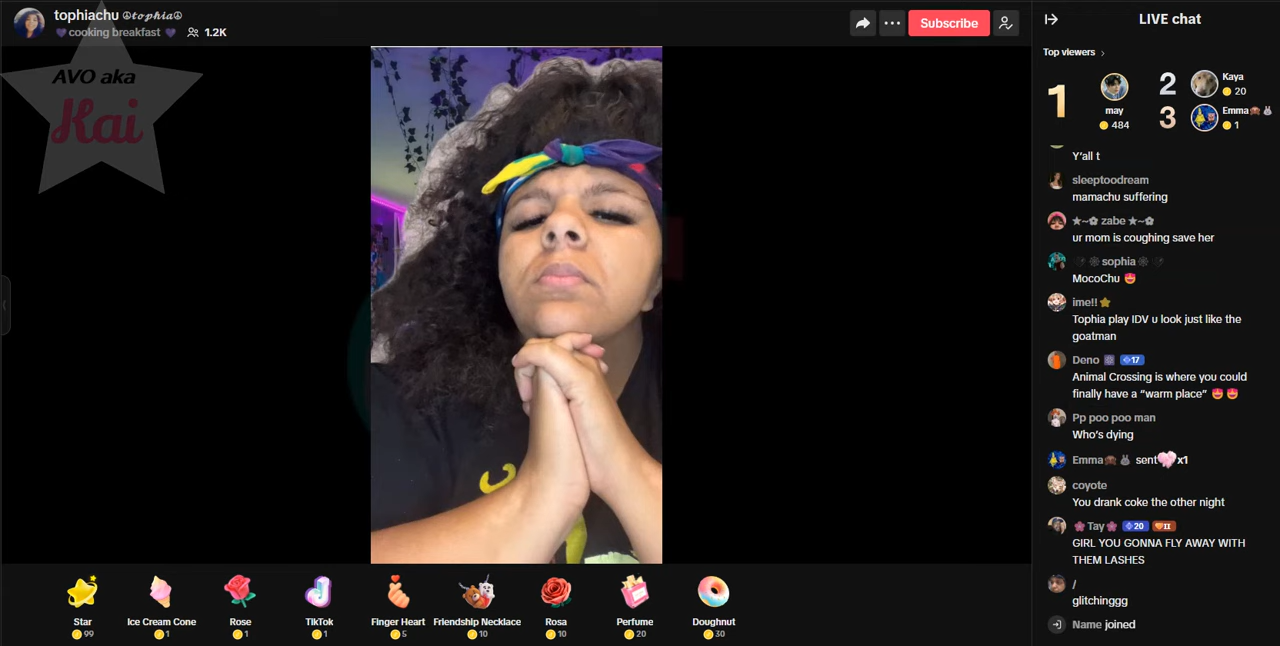 tophiachu ☮𝓽𝓸𝓹𝓱𝓲𝓪☮
💜cooking breakfast 💜 1.2K
Subscribe
AVO aka
Kai
LIVE chat
Top viewers
1
may
484
2
Kaya
20
3
Emma🙈🐰
1
Y'all t
sleeptoodream
mamachu suffering
★~✿ zabe ★~✿
ur mom is coughing save her
sophia
MocoChu 😍
ime!!⭐
Tophia play IDV u look just like the
goatman
Deno 17
Animal Crossing is where you could
finally have a "warm place" 😍😍
Pp poo poo man
Who's dying
Emma🙈🐰 sent x1
coyote
You drank coke the other night
🌸Tay🌸 20 II
GIRL YOU GONNA FLY AWAY WITH
THEM LASHES
/
glitchinggg
Name joined
Star
99
Ice Cream Cone
1
Rose
1
TikTok
1
Finger Heart
5
Friendship Necklace
10
Rosa
10
Perfume
20
Doughnut
30